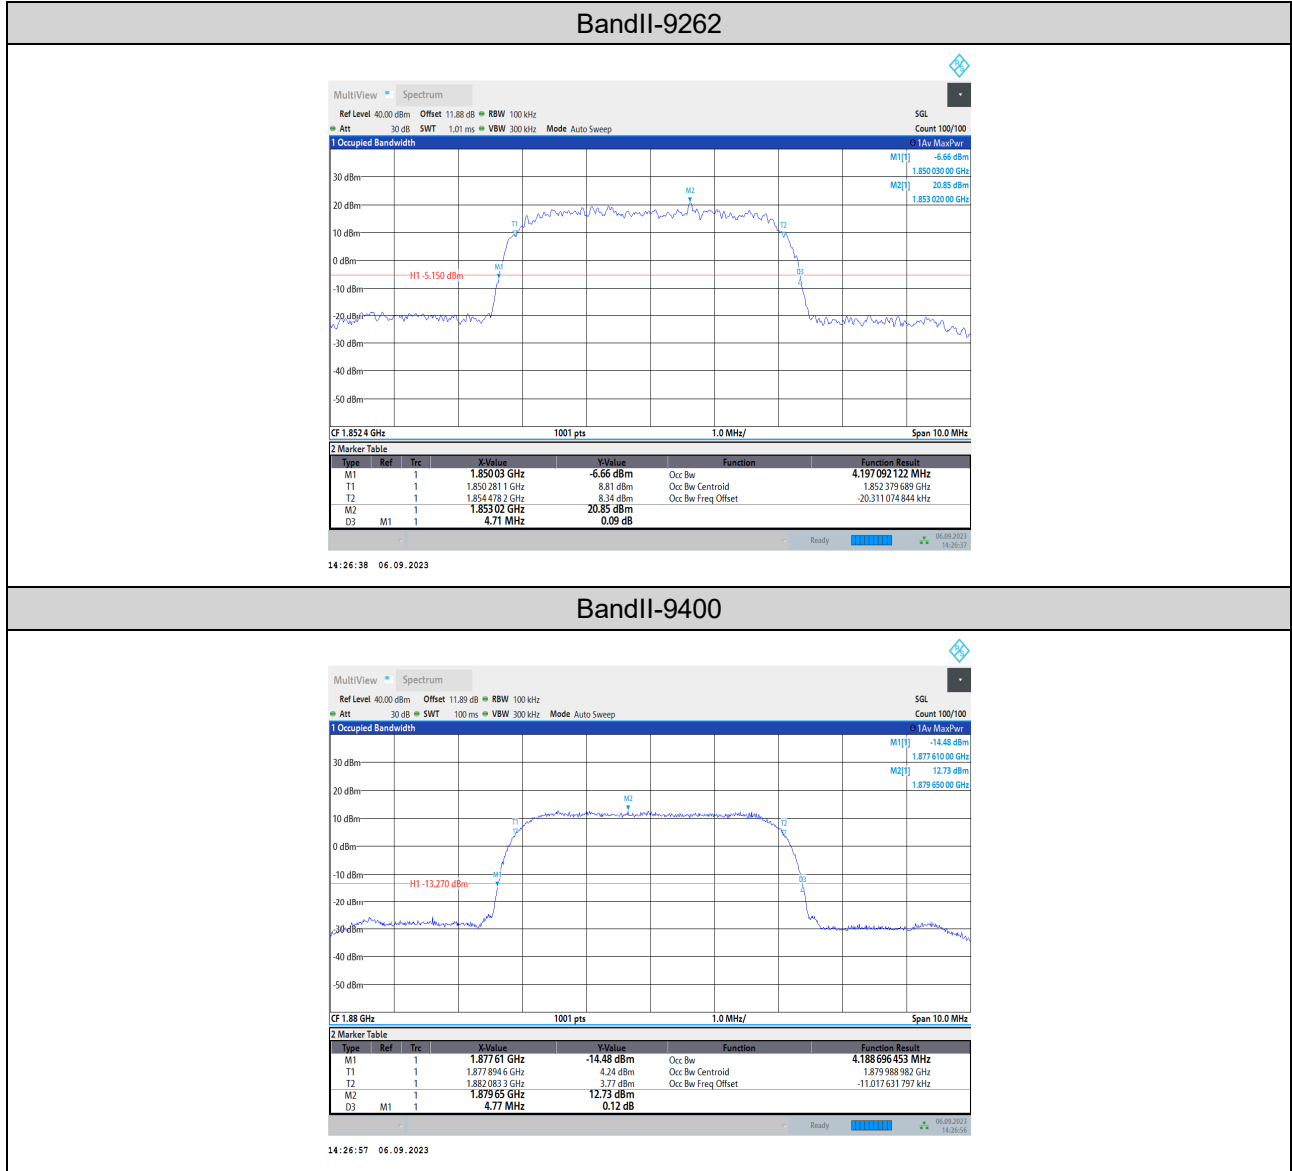 BandII-9262
MultiView Spectrum
Ref Level 40.00 dBm Offset 11.88 dB RBW 100 kHz SGL
Att 30 dB SWT 1.01 ms VBW 300 kHz Mode Auto Sweep Count 100/100
1 Occupied Bandwidth 1Av MaxPwr
M1[1] -6.66 dBm
1.850 030 00 GHz
M2[1] 20.85 dBm
1.853 020 00 GHz
30 dBm
M2
20 dBm
T1 T2
10 dBm
0 dBm
M1 D3
H1 -5.150 dBm
-10 dBm
-20 dBm
-30 dBm
-40 dBm
-50 dBm
CF 1.852 4 GHz 1001 pts 1.0 MHz/ Span 10.0 MHz
2 Marker Table
Type Ref Trc X-Value Y-Value Function Function Result
M1 1 1.850 03 GHz -6.66 dBm Occ Bw 4.197 092 122 MHz
T1 1 1.850 281 1 GHz 8.81 dBm Occ Bw Centroid 1.852 379 689 GHz
T2 1 1.854 478 2 GHz 8.34 dBm Occ Bw Freq Offset -20.311 074 844 kHz
M2 1 1.853 02 GHz 20.85 dBm
D3 M1 1 4.71 MHz 0.09 dB
Ready 06.09.2023
14:26:37
14:26:38 06.09.2023
BandII-9400
MultiView Spectrum
Ref Level 40.00 dBm Offset 11.89 dB RBW 100 kHz SGL
Att 30 dB SWT 100 ms VBW 300 kHz Mode Auto Sweep Count 100/100
1 Occupied Bandwidth 1Av MaxPwr
M1[1] -14.48 dBm
1.877 610 00 GHz
M2[1] 12.73 dBm
1.879 650 00 GHz
30 dBm
20 dBm
M2
10 dBm
T1 T2
0 dBm
-10 dBm
M1 D3
H1 -13.270 dBm
-20 dBm
-30 dBm
-40 dBm
-50 dBm
CF 1.88 GHz 1001 pts 1.0 MHz/ Span 10.0 MHz
2 Marker Table
Type Ref Trc X-Value Y-Value Function Function Result
M1 1 1.877 61 GHz -14.48 dBm Occ Bw 4.188 696 453 MHz
T1 1 1.877 894 6 GHz 4.24 dBm Occ Bw Centroid 1.879 988 982 GHz
T2 1 1.882 083 3 GHz 3.77 dBm Occ Bw Freq Offset -11.017 631 797 kHz
M2 1 1.879 65 GHz 12.73 dBm
D3 M1 1 4.77 MHz 0.12 dB
Ready 06.09.2023
14:26:56
14:26:57 06.09.2023